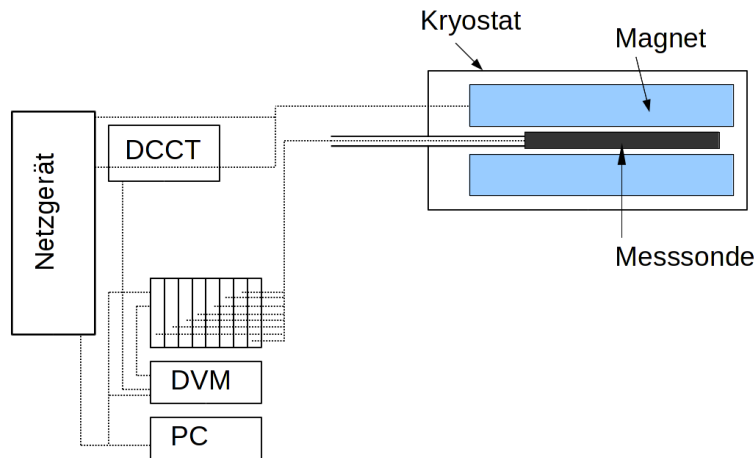 Kryostat
Magnet
DCCT
Netzgerät
Messsonde
DVM
PC